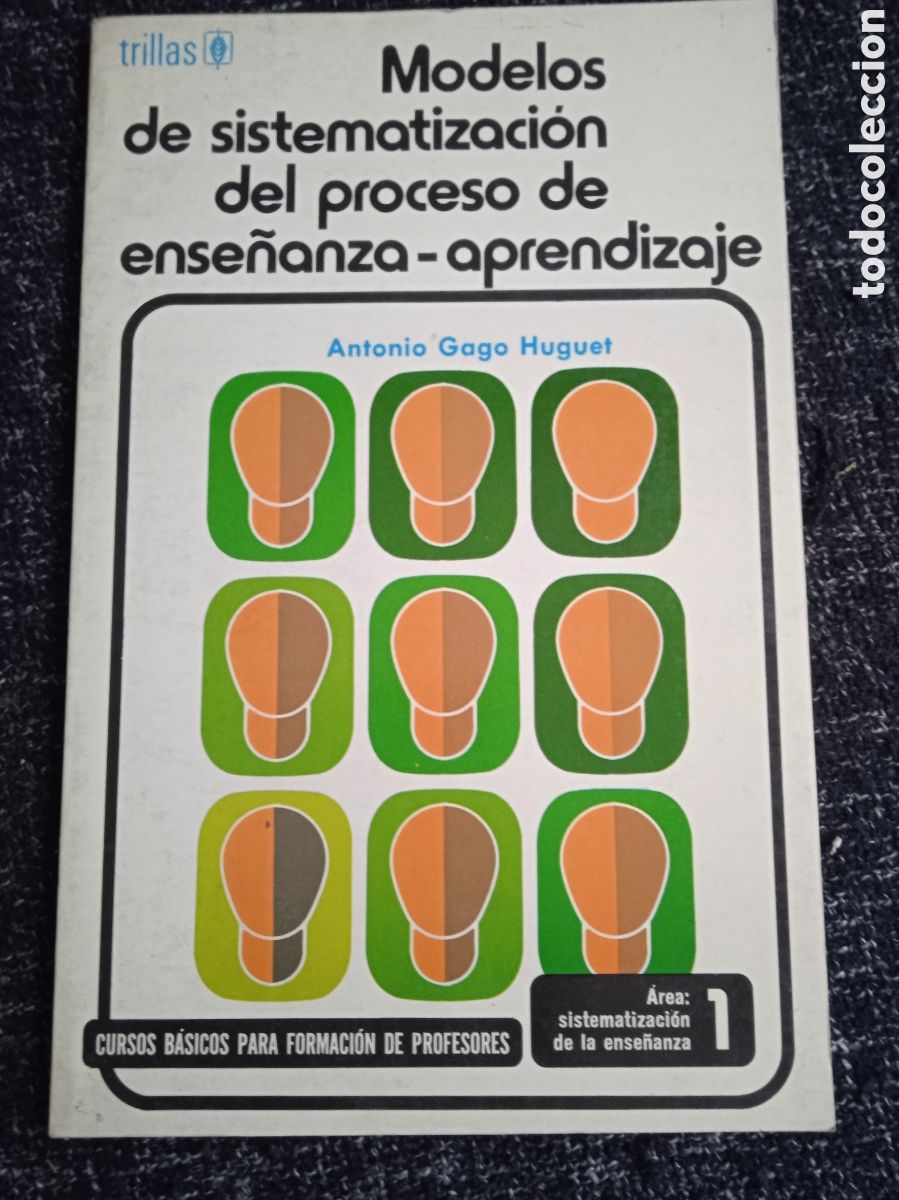 trillas
Modelos
de sistematización
del proceso de
enseñanza-aprendizaje
Antonio Gago Huguet
CURSOS BÁSICOS PARA FORMACIÓN DE PROFESORES
Área:
sistematización
de la enseñanza
1
todocoleccion